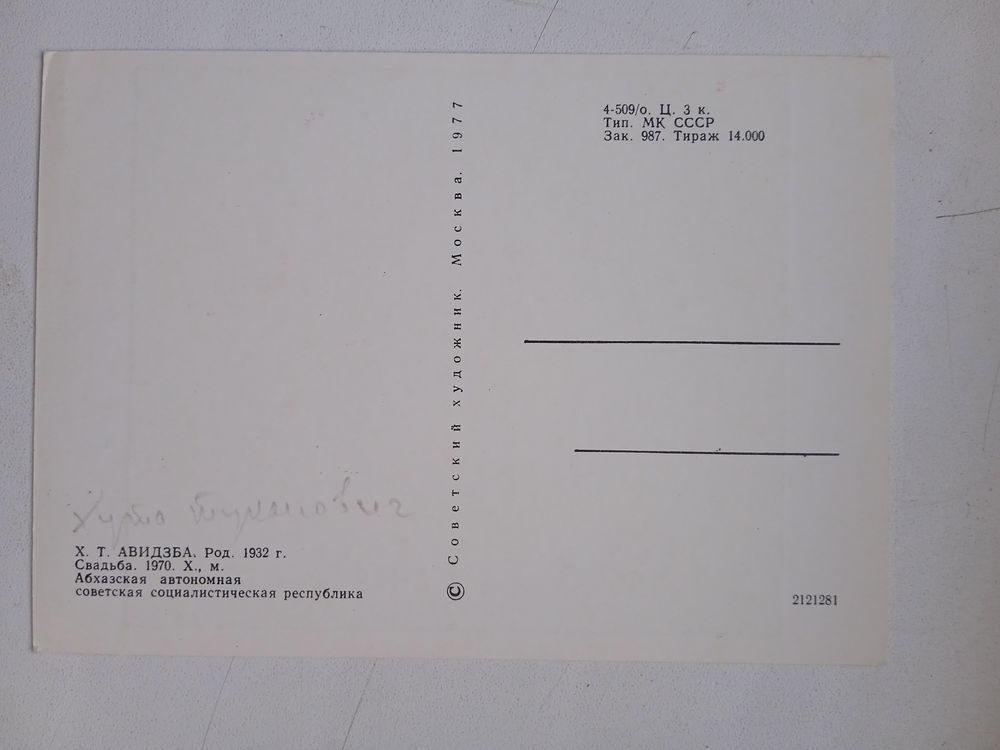 4-509/о. Ц. 3 к.
Тип. МК СССР
Зак. 987. Тираж 14.000
© Советский художник. Москва. 1977
Х. Т. АВИДЗБА. Род. 1932 г.
Свадьба. 1970. Х., м.
Абхазская автономная
советская социалистическая республика
2121281